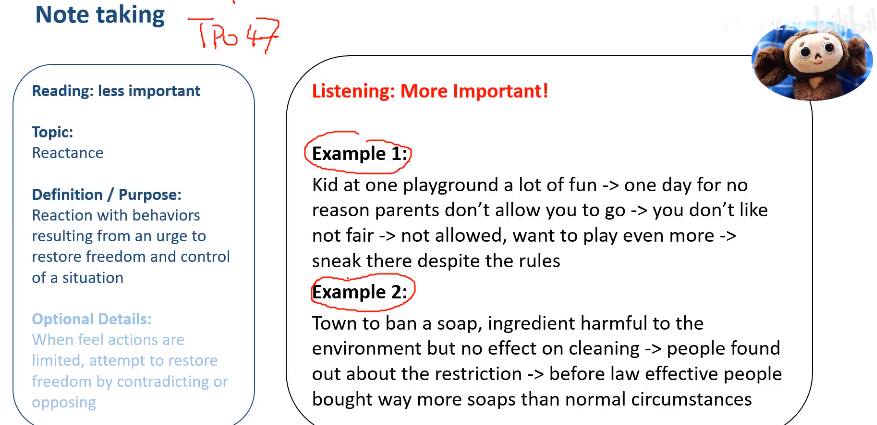 Note taking
TPO 47
Reading: less important
Topic:
Reactance
Definition / Purpose:
Reaction with behaviors
resulting from an urge to
restore freedom and control
of a situation
Optional Details:
When feel actions are
limited, attempt to restore
freedom by contradicting or
opposing
Listening: More Important!
Example 1:
Kid at one playground a lot of fun -> one day for no
reason parents don't allow you to go -> you don't like
not fair -> not allowed, want to play even more ->
sneak there despite the rules
Example 2:
Town to ban a soap, ingredient harmful to the
environment but no effect on cleaning -> people found
out about the restriction -> before law effective people
bought way more soaps than normal circumstances